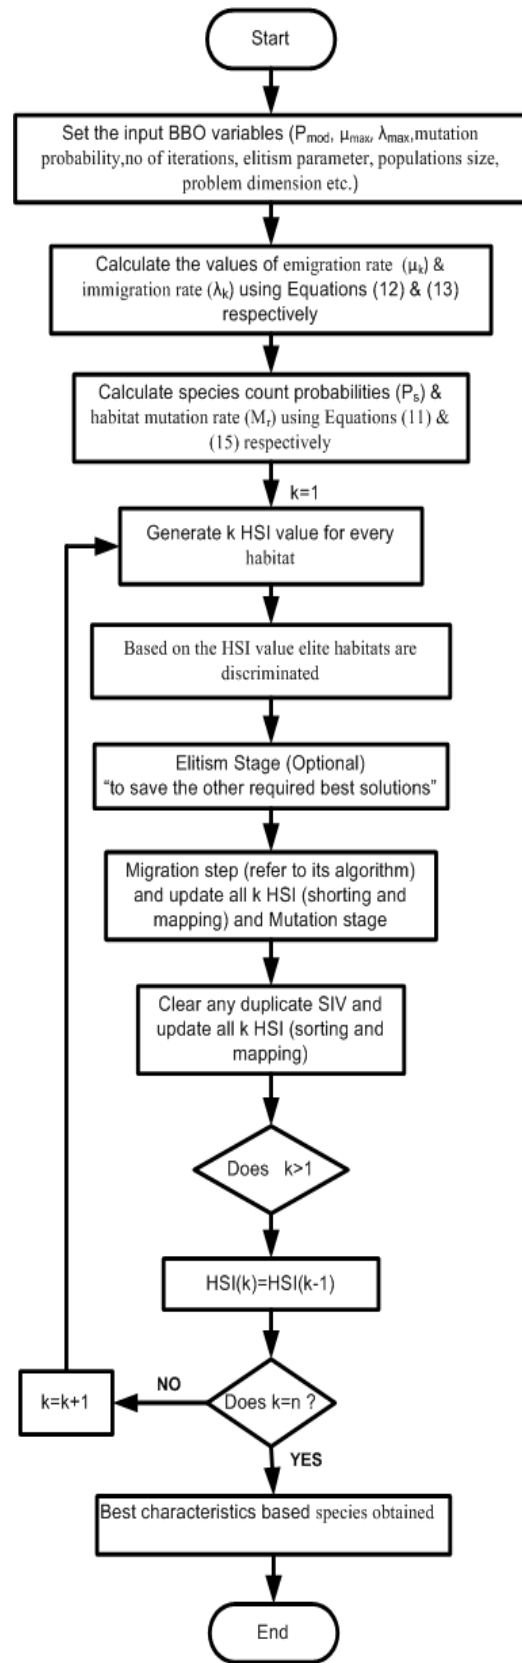 Start
Set the input BBO variables (Pmod, μmax, λmax,mutation
probability,no of iterations, elitism parameter, populations size,
problem dimension etc.)
Calculate the values of emigration rate (μk) &
immigration rate (λk) using Equations (12) & (13)
respectively
Calculate species count probabilities (Ps) &
habitat mutation rate (Mr) using Equations (11) &
(15) respectively
k=1
Generate k HSI value for every
habitat
Based on the HSI value elite habitats are
discriminated
Elitism Stage (Optional)
“to save the other required best solutions”
Migration step (refer to its algorithm)
and update all k HSI (shorting and
mapping) and Mutation stage
Clear any duplicate SIV and
update all k HSI (sorting and
mapping)
Does k>1
HSI(k)=HSI(k-1)
Does k=n ?
NO
k=k+1
YES
Best characteristics based species obtained
End